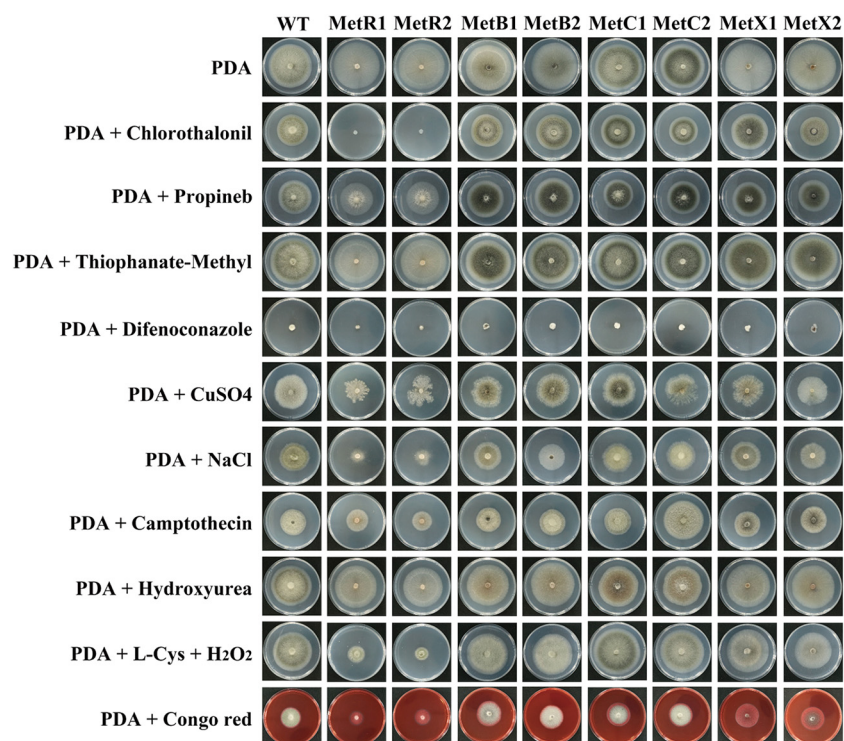 WT MetR1 MetR2 MetB1 MetB2 MetC1 MetC2 MetX1 MetX2
PDA
PDA + Chlorothalonil
PDA + Propineb
PDA + Thiophanate-Methyl
PDA + Difenoconazole
PDA + CuSO4
PDA + NaCl
PDA + Camptothecin
PDA + Hydroxyurea
PDA + L-Cys + H2O2
PDA + Congo red